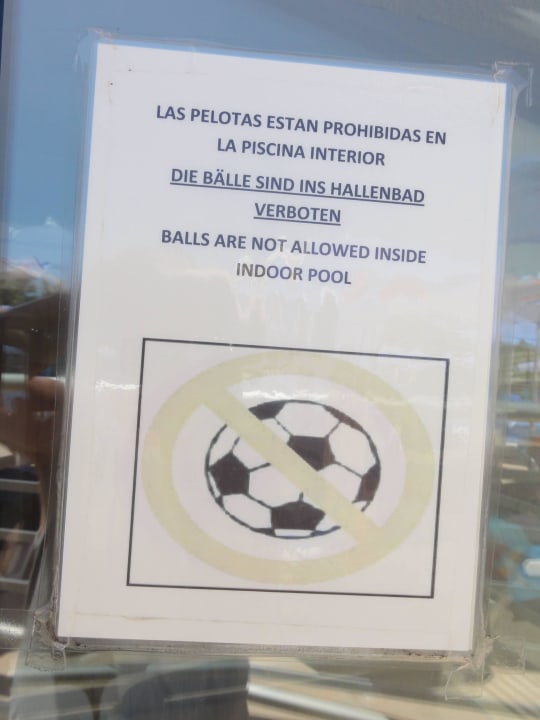 LAS PELOTAS ESTAN PROHIBIDAS EN
LA PISCINA INTERIOR
DIE BÄLLE SIND INS HALLENBAD
VERBOTEN
BALLS ARE NOT ALLOWED INSIDE
INDOOR POOL